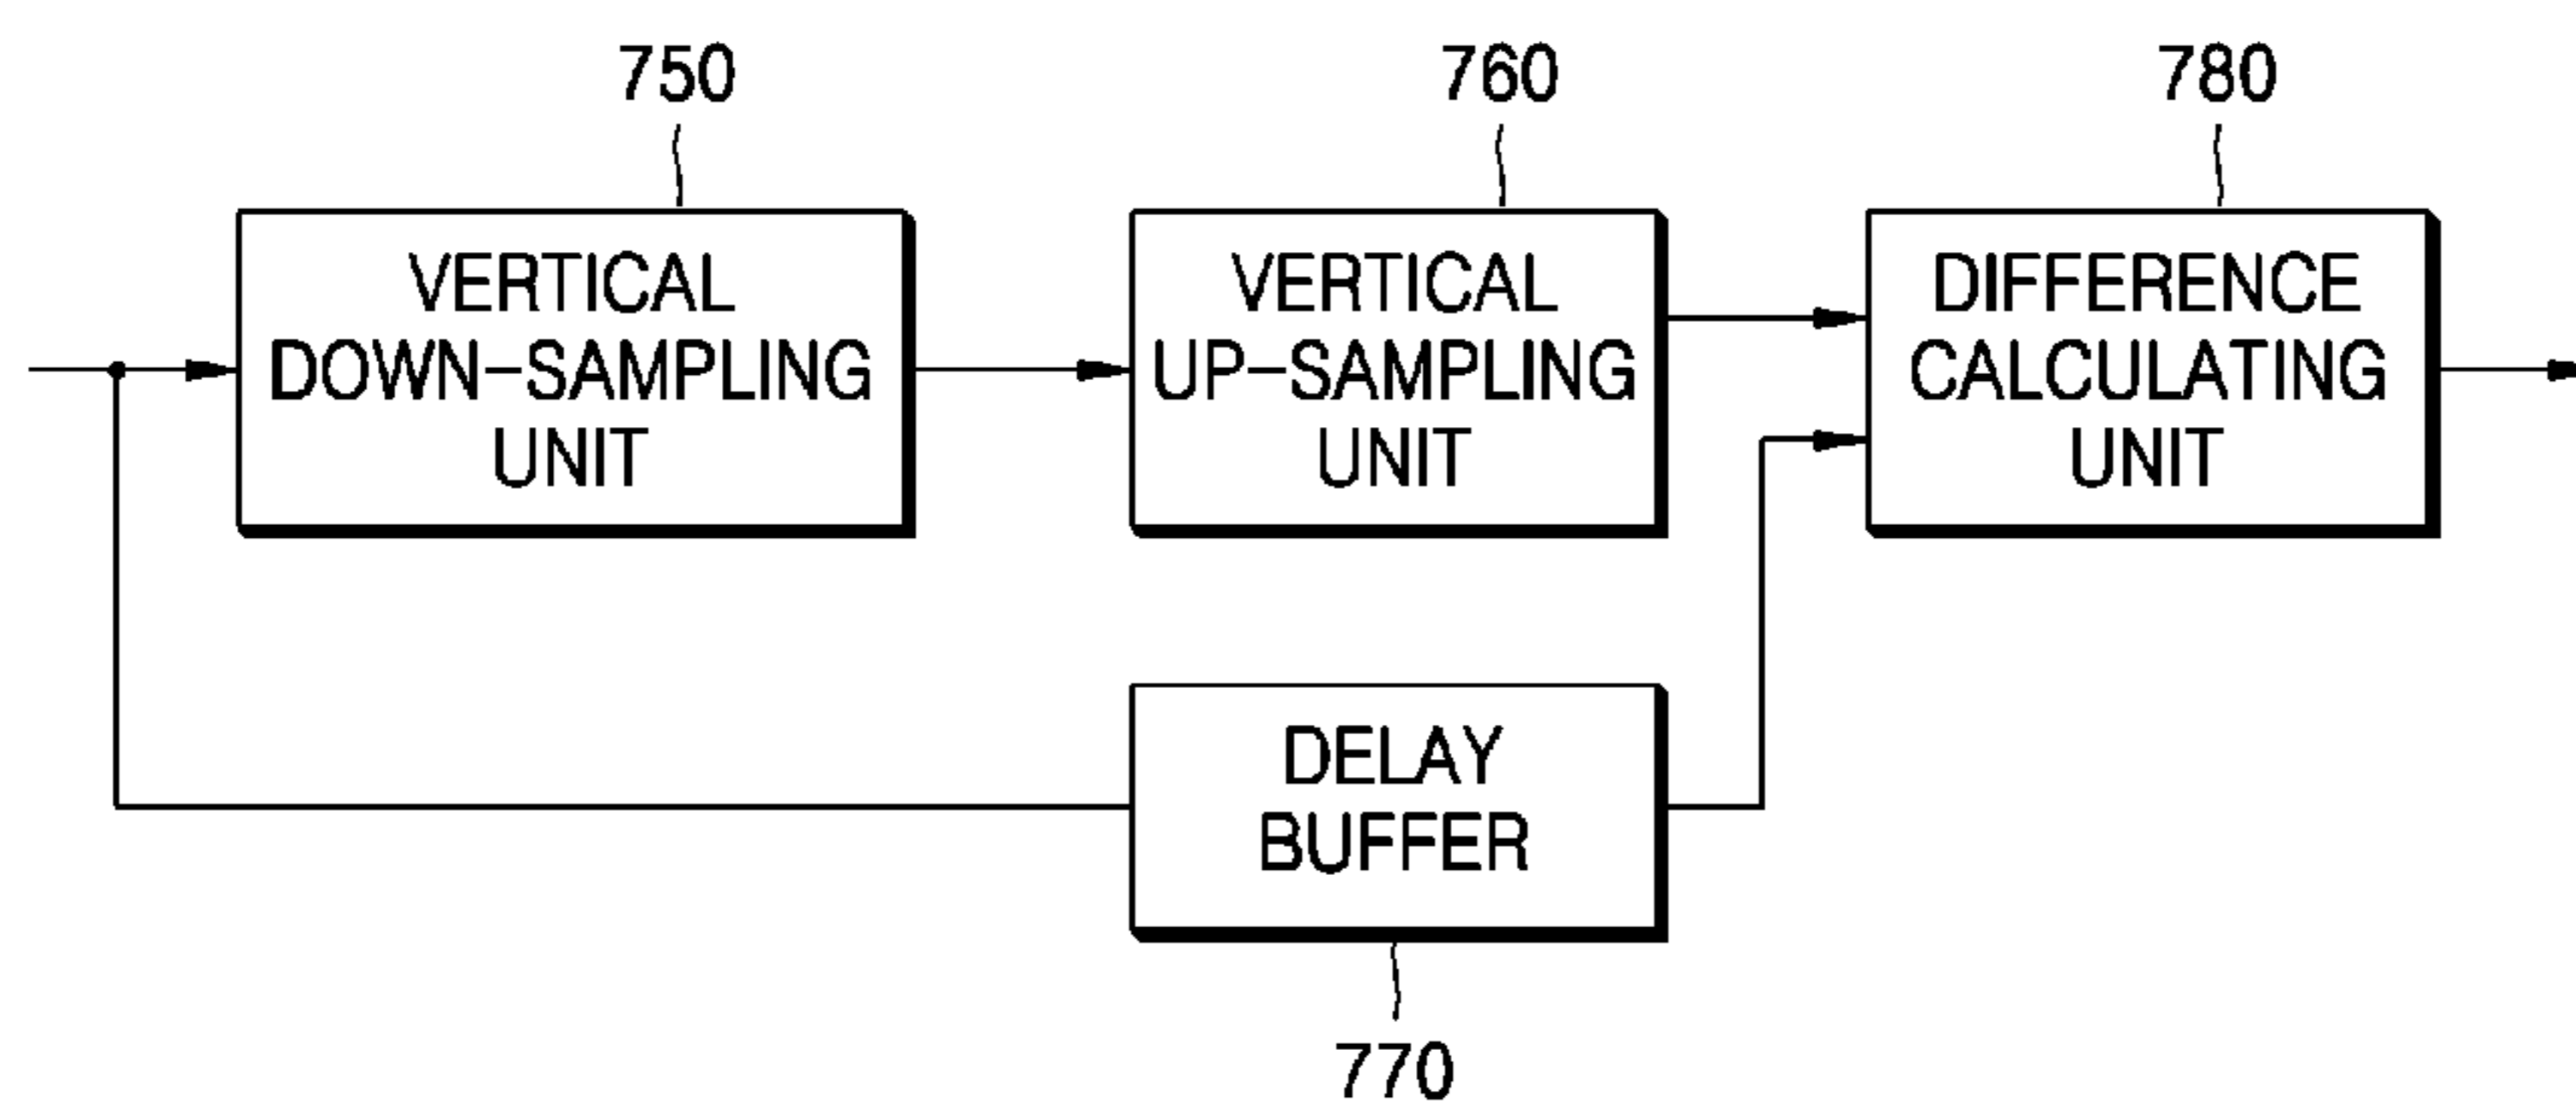 750
760
780
VERTICAL
DOWN-SAMPLING
UNIT
VERTICAL
UP-SAMPLING
UNIT
DIFFERENCE
CALCULATING
UNIT
DELAY
BUFFER
770